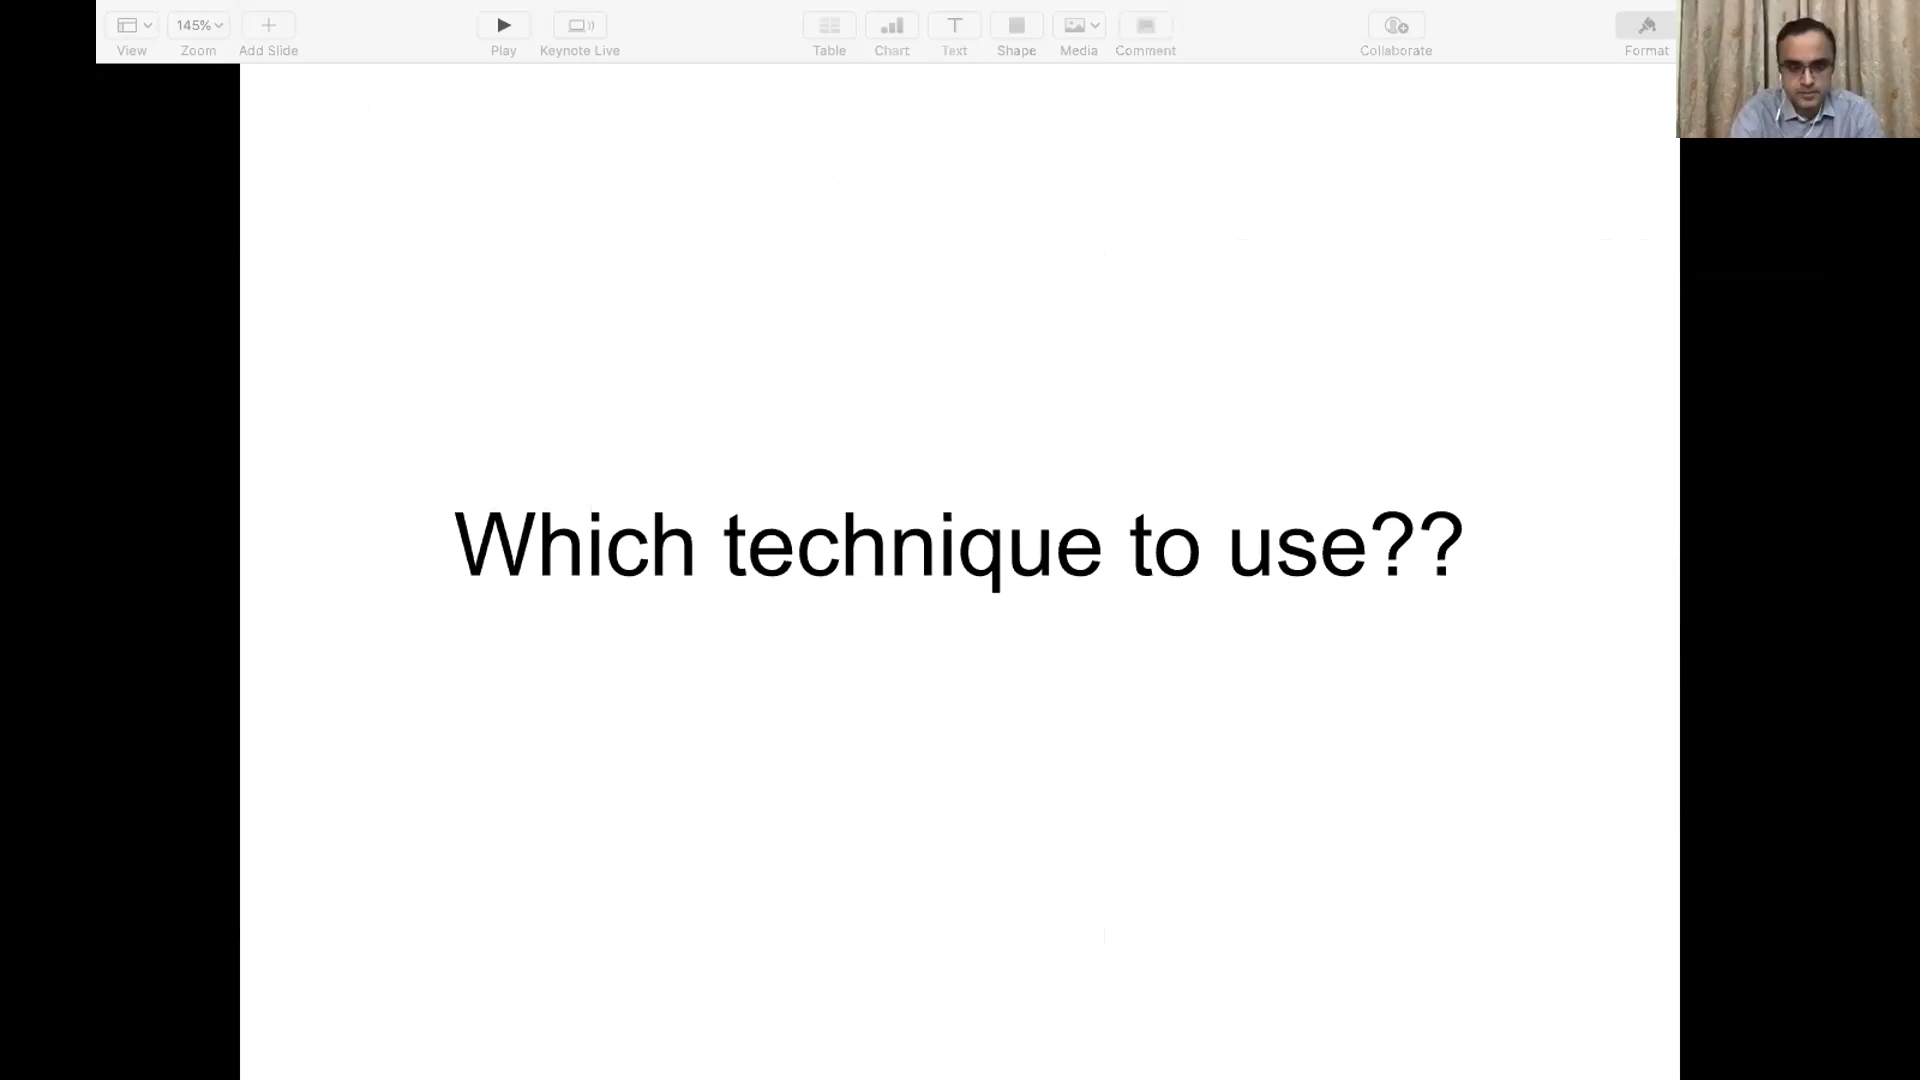 145%
View Zoom Add Slide Play Keynote Live Table Chart Text Shape Media Comment Collaborate Format
Which technique to use??